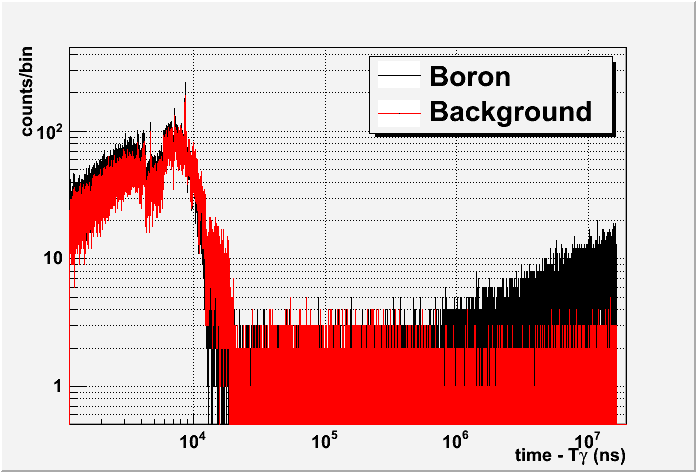 counts/bin
Boron
Background
10²
10
1
10⁴ 10⁵ 10⁶ 10⁷
time - Tγ (ns)